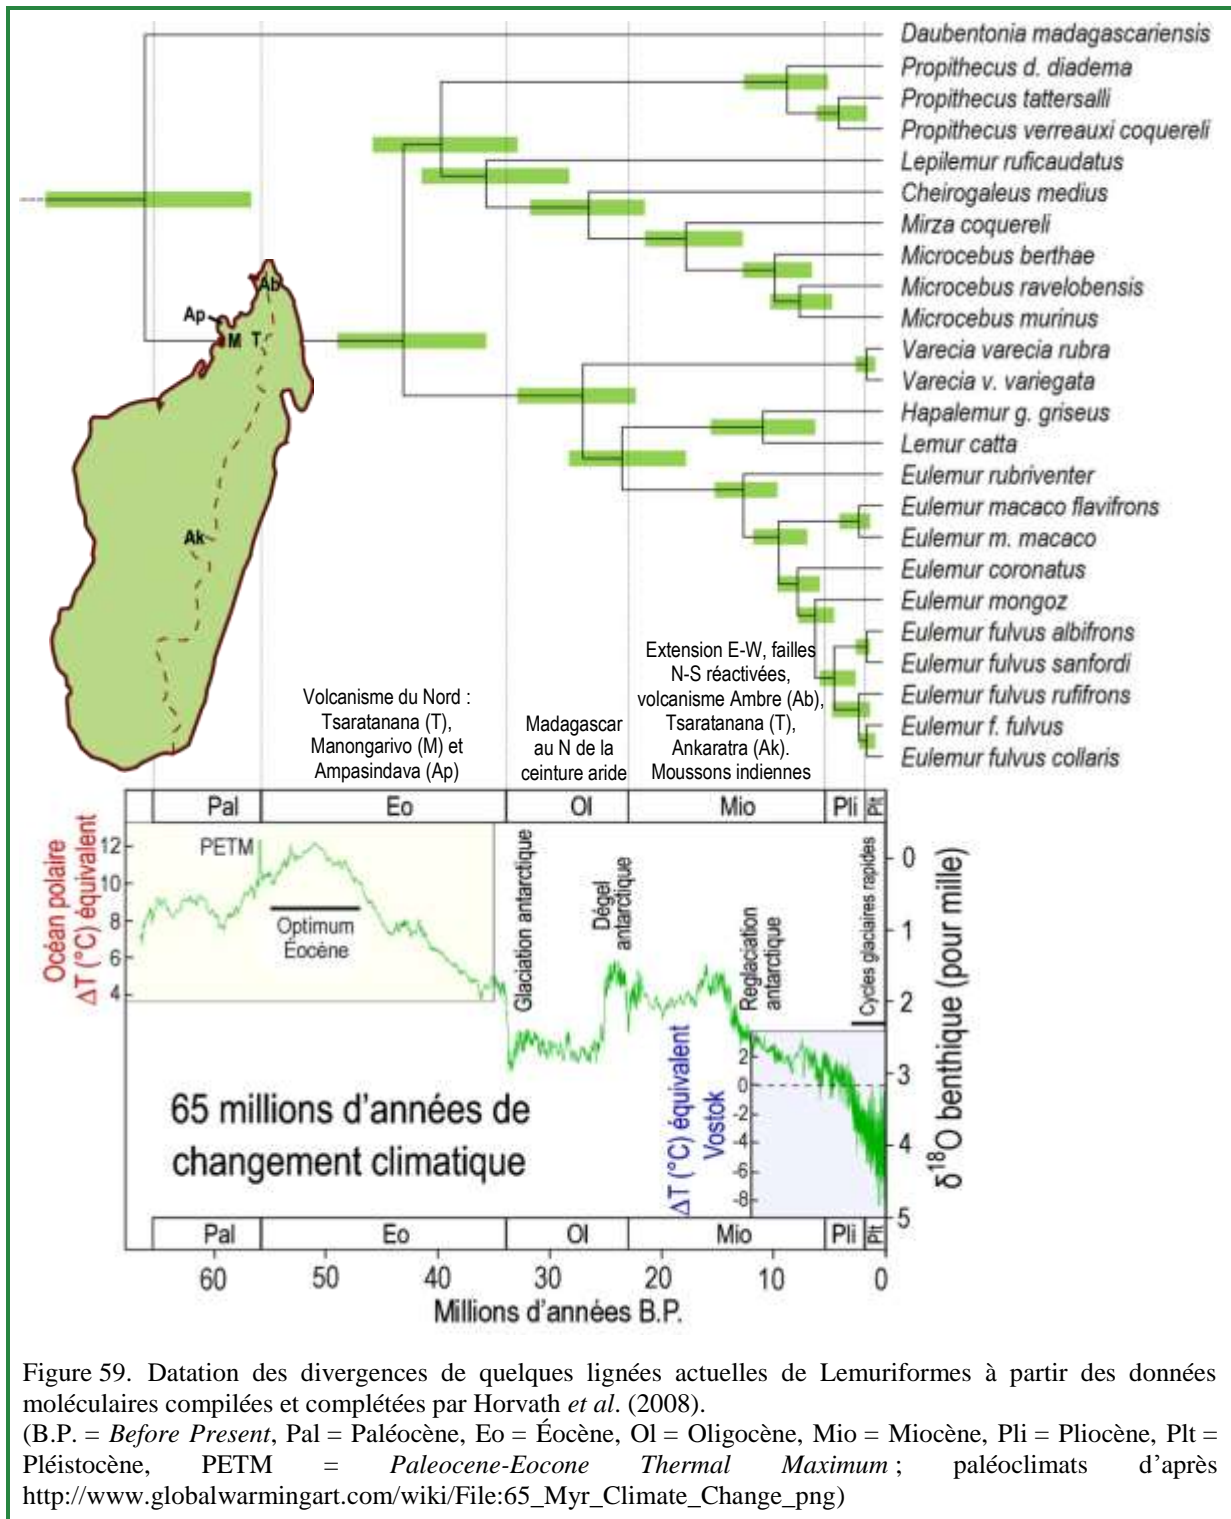 Daubentonia madagascariensis
Propithecus d. diadema
Propithecus tattersalli
Propithecus verreauxi coquereli
Lepilemur ruficaudatus
Cheirogaleus medius
Mirza coquereli
Microcebus berthae
Microcebus ravelobensis
Microcebus murinus
Varecia varecia rubra
Varecia v. variegata
Hapalemur g. griseus
Lemur catta
Eulemur rubriventer
Eulemur macaco flavifrons
Eulemur m. macaco
Eulemur coronatus
Eulemur mongoz
Eulemur fulvus albifrons
Eulemur fulvus sanfordi
Eulemur fulvus rufifrons
Eulemur f. fulvus
Eulemur fulvus collaris
Ab
Ap
M
T
Ak
Volcanisme du Nord :
Tsaratanana (T),
Manongarivo (M) et
Ampasindava (Ap)
Madagascar
au N de la
ceinture aride
Extension E-W, failles
N-S réactivées,
volcanisme Ambre (Ab),
Tsaratanana (T),
Ankaratra (Ak).
Moussons indiennes
Pal Eo Ol Mio Pli Plt
Océan polaire
ΔT (°C) équivalent
12
10
8
6
4
PETM
Optimum
Éocène
Glaciation antarctique
Dégel
antarctique
Reglaciation
antarctique
Cycles glaciaires rapides
ΔT (°C) équivalent
Vostok
2
0
-2
-4
-6
-8
0
1
2
3
4
5
δ18O benthique (pour mille)
65 millions d'années de
changement climatique
Pal Eo Ol Mio Pli Plt
60 50 40 30 20 10 0
Millions d'années B.P.
Figure 59. Datation des divergences de quelques lignées actuelles de Lemuriformes à partir des données
moléculaires compilées et complétées par Horvath et al. (2008).
(B.P. = Before Present, Pal = Paléocène, Eo = Éocène, Ol = Oligocène, Mio = Miocène, Pli = Pliocène, Plt =
Pléistocène, PETM = Paleocene-Eocone Thermal Maximum ; paléoclimats d'après
http://www.globalwarmingart.com/wiki/File:65_Myr_Climate_Change_png)